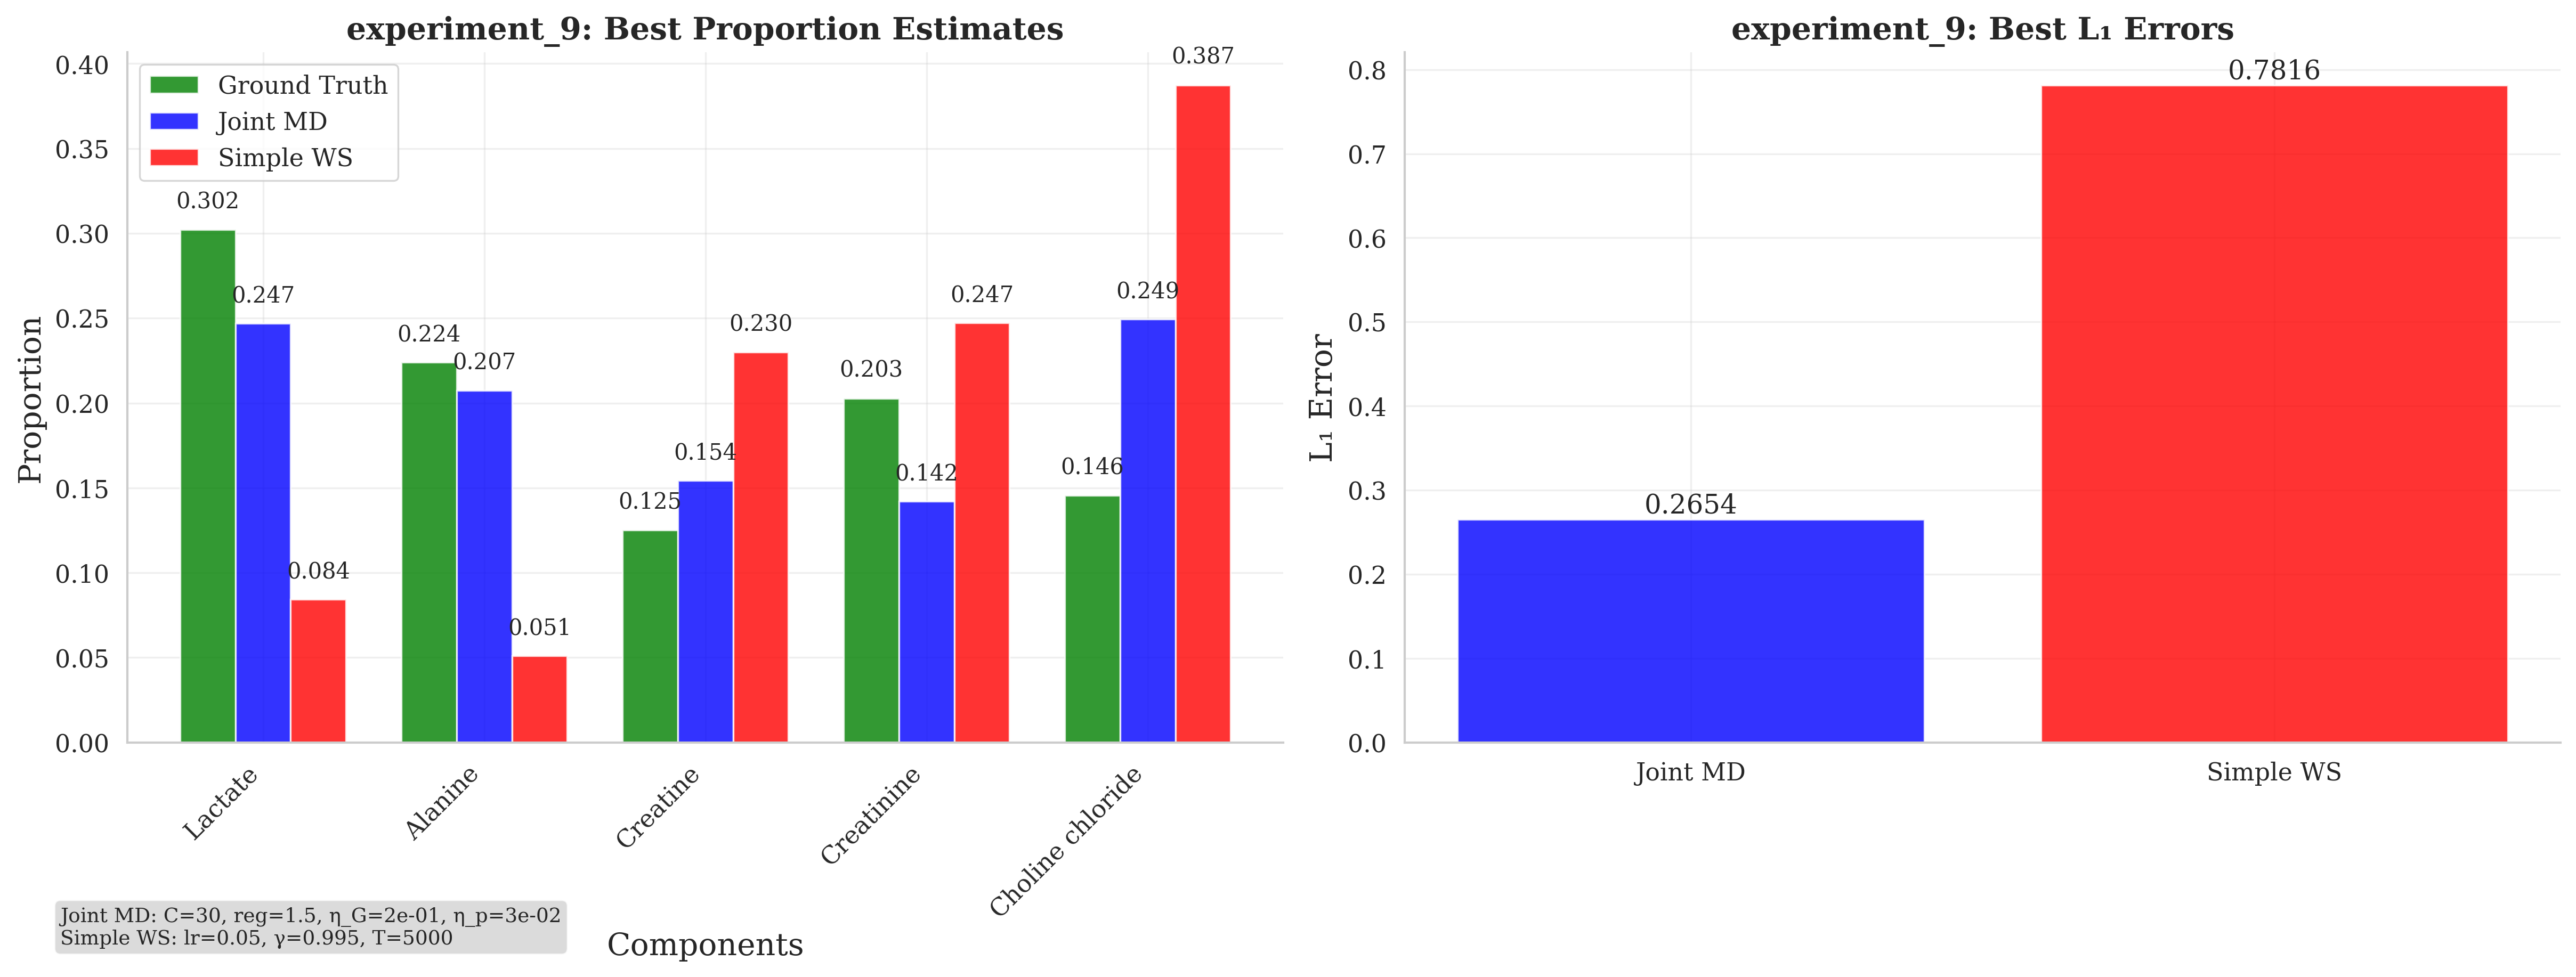 experiment_9: Best Proportion Estimates
Proportion
0.40
0.35
0.30
0.25
0.20
0.15
0.10
0.05
0.00
Ground Truth
Joint MD
Simple WS
0.302
0.247
0.084
0.224
0.207
0.051
0.125
0.154
0.230
0.203
0.142
0.247
0.146
0.249
0.387
Lactate
Alanine
Creatine
Creatinine
Choline chloride
Components
Joint MD: C=30, reg=1.5, η_G=2e-01, η_p=3e-02
Simple WS: lr=0.05, γ=0.995, T=5000
experiment_9: Best L₁ Errors
L₁ Error
0.8
0.7
0.6
0.5
0.4
0.3
0.2
0.1
0.0
0.2654
0.7816
Joint MD
Simple WS